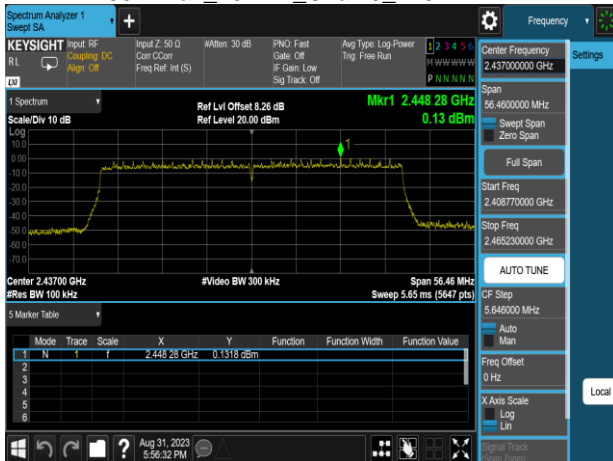 Spectrum Analyzer 1
Swept SA
+
Frequency
KEYSIGHT
RL
LXI
Input: RF
Coupling: DC
Align: Off
Input Z: 50 Ω
Corr CCorr
Freq Ref: Int (S)
#Atten: 30 dB
PNO: Fast
Gate: Off
IF Gain: Low
Sig Track: Off
Avg Type: Log-Power
Trig: Free Run
1 2 3 4 5 6
M W W W W W
P N N N N N
Center Frequency
2.437000000 GHz
Settings
Span
56.4600000 MHz
Swept Span
Zero Span
Full Span
Start Freq
2.408770000 GHz
Stop Freq
2.465230000 GHz
AUTO TUNE
CF Step
5.646000 MHz
Auto
Man
Freq Offset
0 Hz
X Axis Scale
Log
Lin
Signal Track
(Span Zoom)
Local
1 Spectrum
Scale/Div 10 dB
Ref Lvl Offset 8.26 dB
Ref Level 20.00 dBm
Mkr1 2.448 28 GHz
0.13 dBm
Log
10.0
0.00
-10.0
-20.0
-30.0
-40.0
-50.0
-60.0
-70.0
1
Center 2.43700 GHz
#Res BW 100 kHz
#Video BW 300 kHz
Span 56.46 MHz
Sweep 5.65 ms (5647 pts)
5 Marker Table
Mode Trace Scale X Y Function Function Width Function Value
1 N 1 f 2.448 28 GHz 0.1318 dBm
2
3
4
5
6
?
Aug 31, 2023
5:56:32 PM